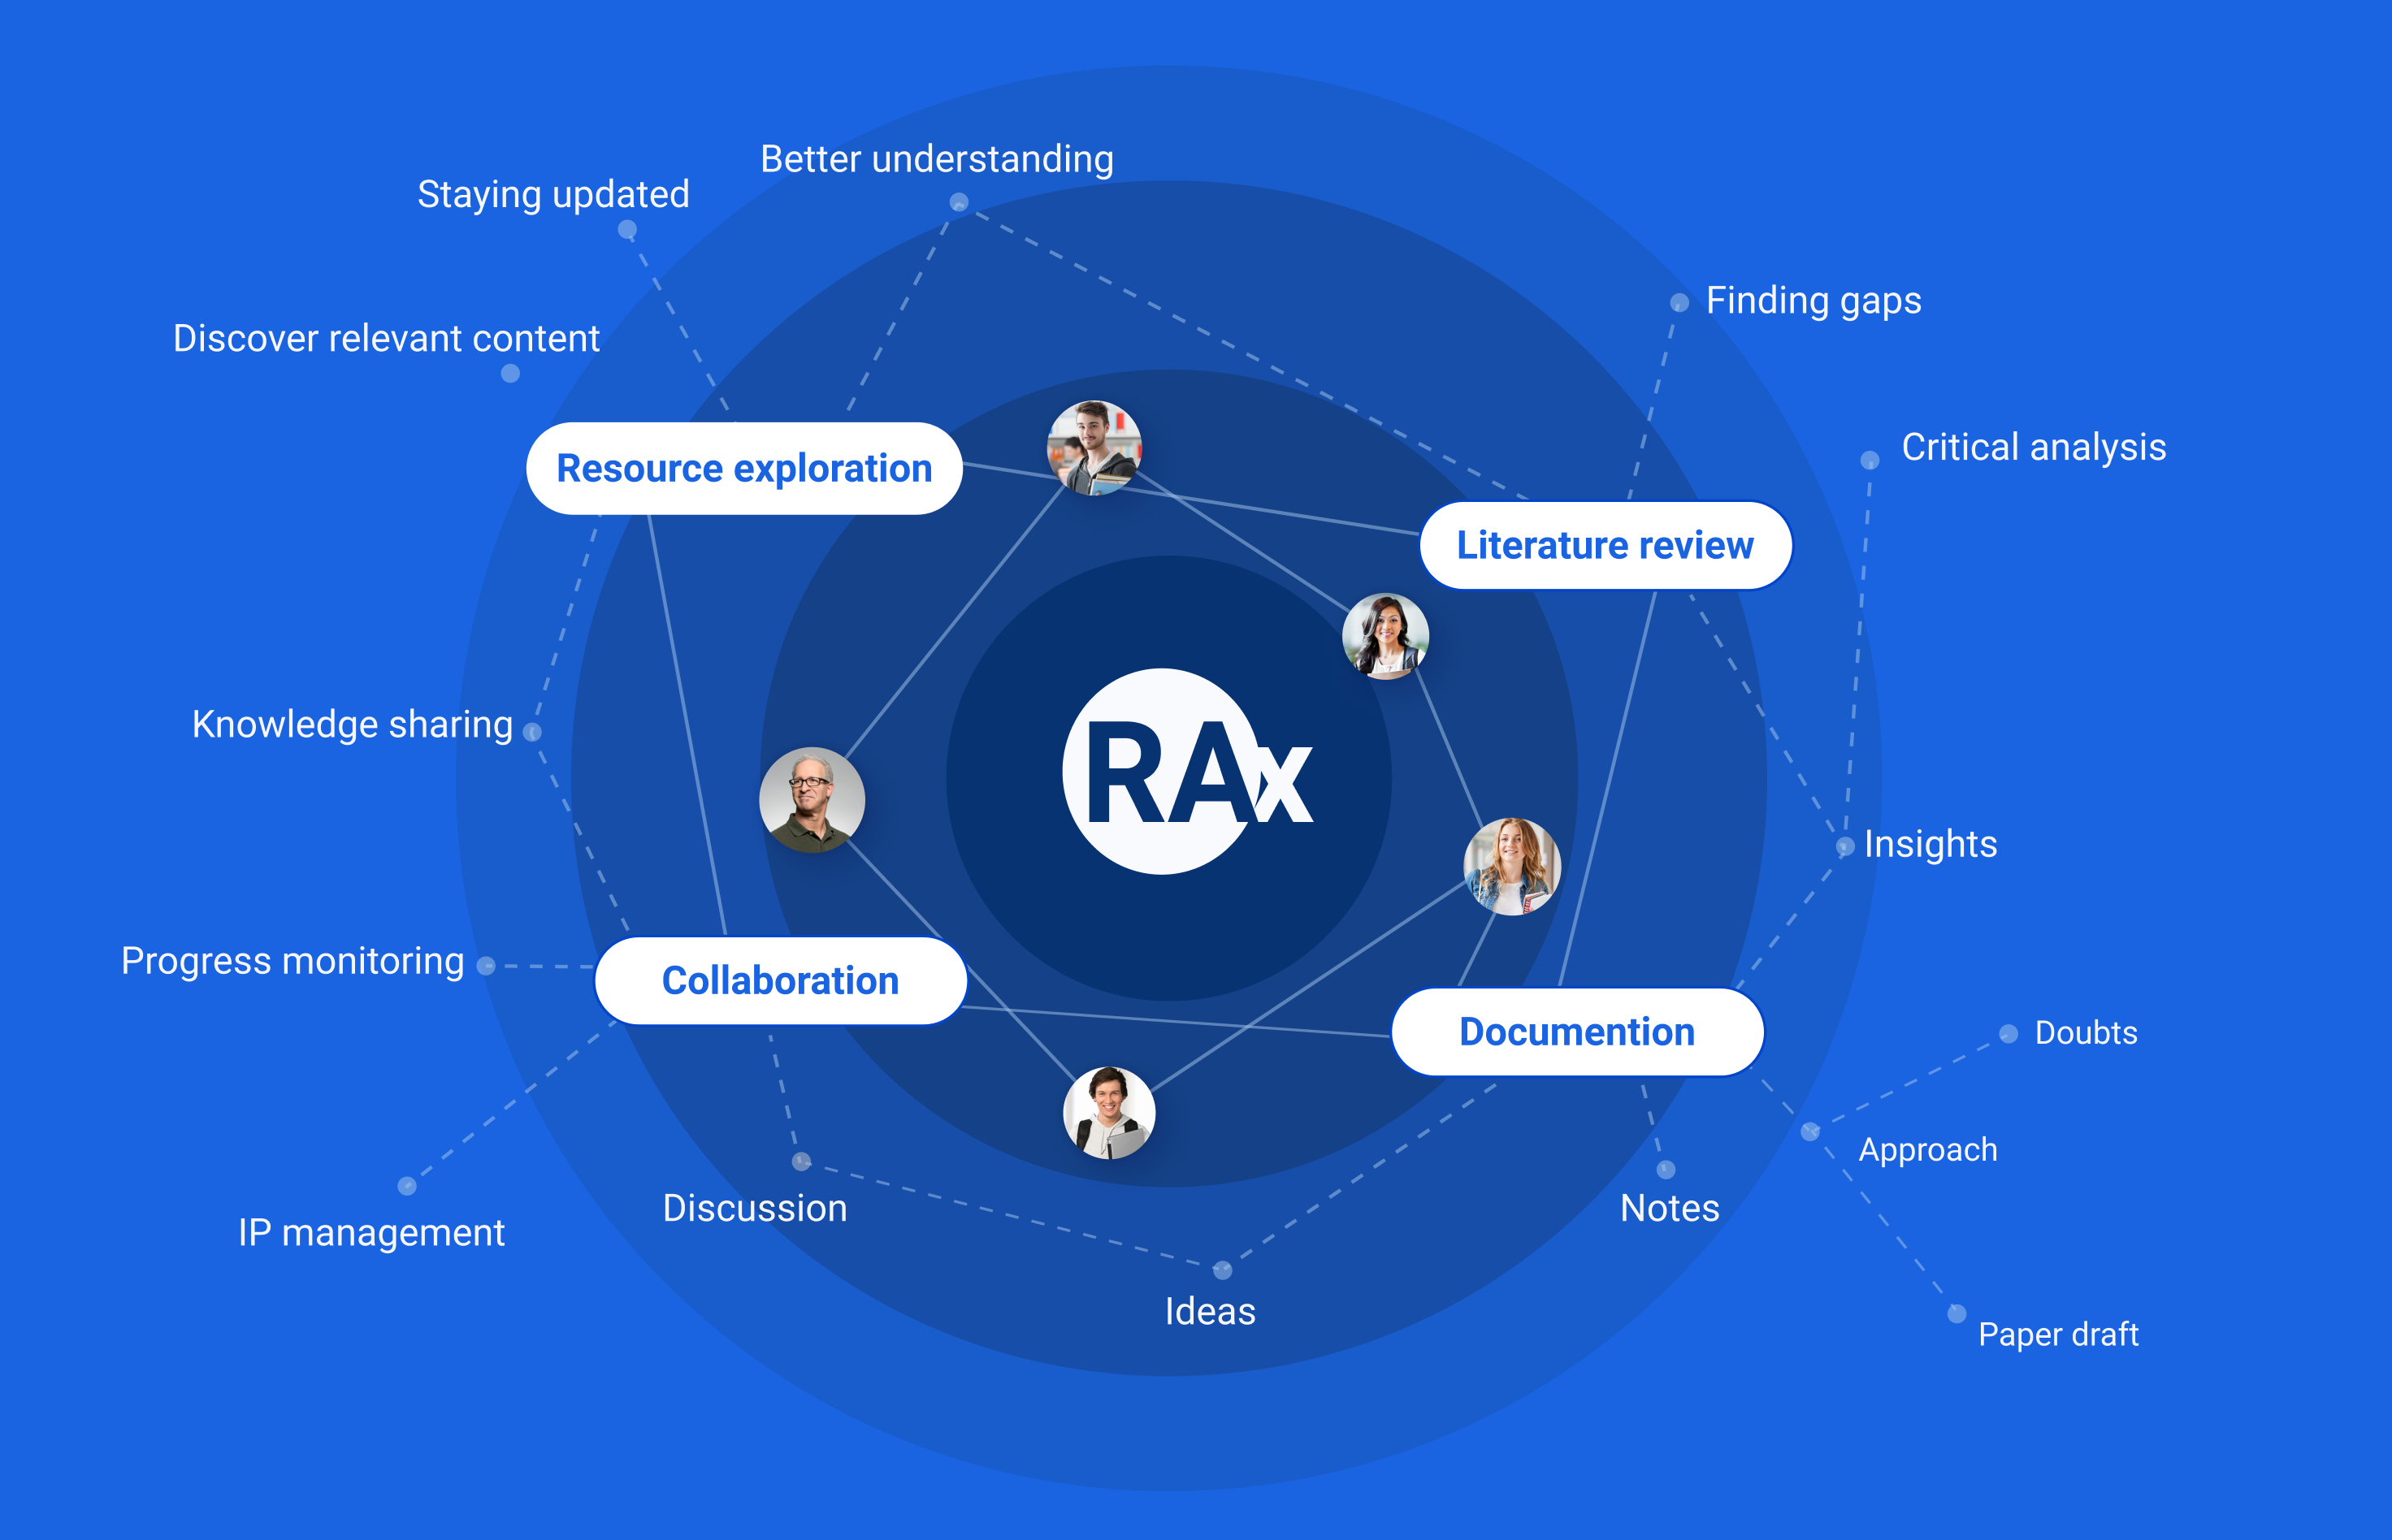 Better understanding
Staying updated
Finding gaps
Discover relevant content
Critical analysis
Resource exploration
Literature review
Knowledge sharing
RAx
Insights
Progress monitoring
Collaboration
Documention
Doubts
Approach
IP management
Discussion
Notes
Ideas
Paper draft